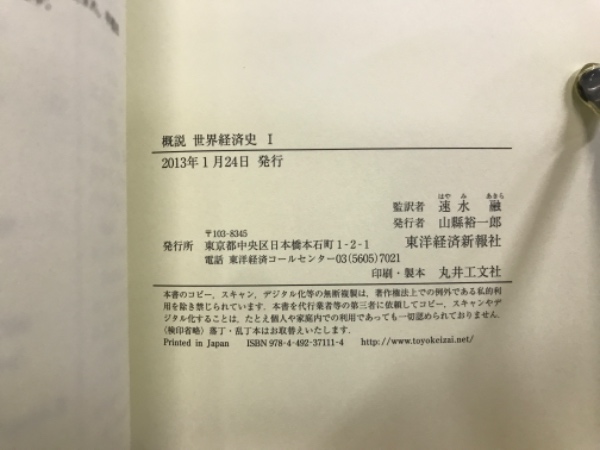 概説 世界経済史 Ⅰ
2013年1月24日 発行
はやみ あきら
監訳者 速水 融
発行者 山縣裕一郎
〒103-8345
発行所 東京都中央区日本橋本石町1-2-1 東洋経済新報社
電話 東洋経済コールセンター03(5605)7021
印刷・製本 丸井工文社
本書のコピー，スキャン，デジタル化等の無断複製は，著作権法上での例外である私的利
用を除き禁じられています．本書を代行業者等の第三者に依頼してコピー，スキャンやデ
ジタル化することは，たとえ個人や家庭内での利用であっても一切認められておりません．
〈検印省略〉落丁・乱丁本はお取替えいたします．
Printed in Japan ISBN 978-4-492-37111-4 http://www.toyokeizai.net/